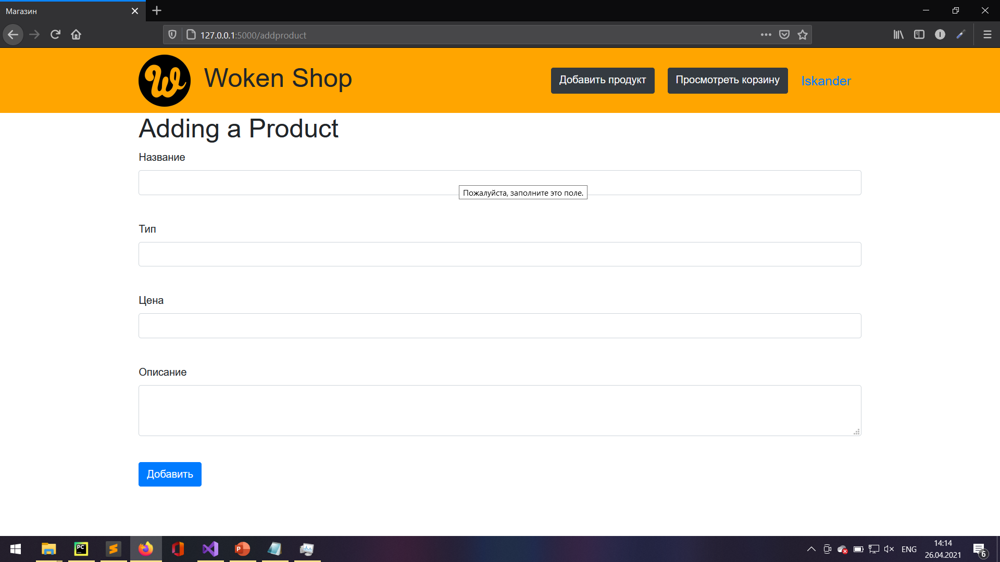 Магазин
127.0.0.1:5000/addproduct
W
Woken Shop
Добавить продукт
Просмотреть корзину
Iskander
Adding a Product
Название
Пожалуйста, заполните это поле.
Тип
Цена
Описание
Добавить
PC
S
P
ENG
14:14
26.04.2021
6